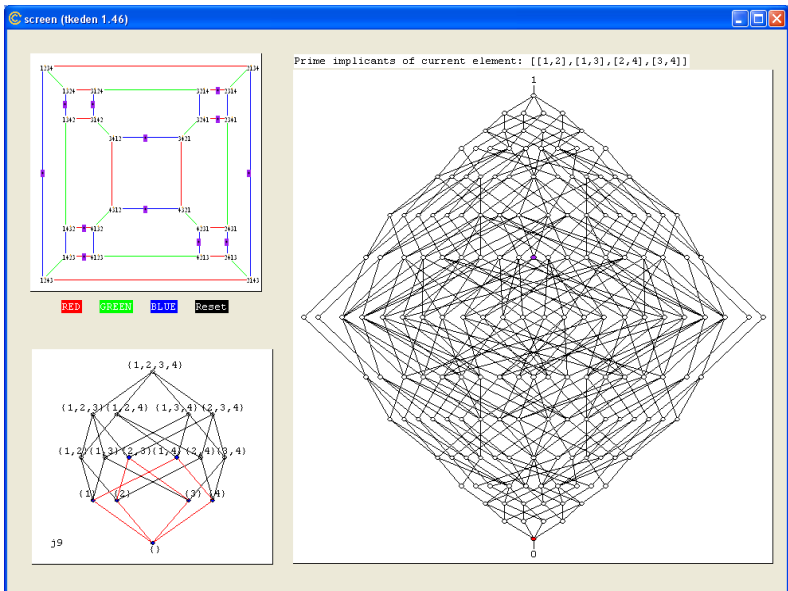 screen (tkeden 1.46)
Prime implicants of current element: [[1,2],[1,3],[2,4],[3,4]]
1234 2134
1324 3124 3214 2314
1342 3142 3241 2341
3412 3421
4312 4321
1432 4132 4231 2431
1423 4123 4213 2413
1243 2143
RED GREEN BLUE Reset
{1,2,3,4}
{1,2,3} {1,2,4} {1,3,4} {2,3,4}
{1,2} {1,3} {2,3} {1,4} {2,4} {3,4}
{1} {2} {3} {4}
{}
j9
1
0